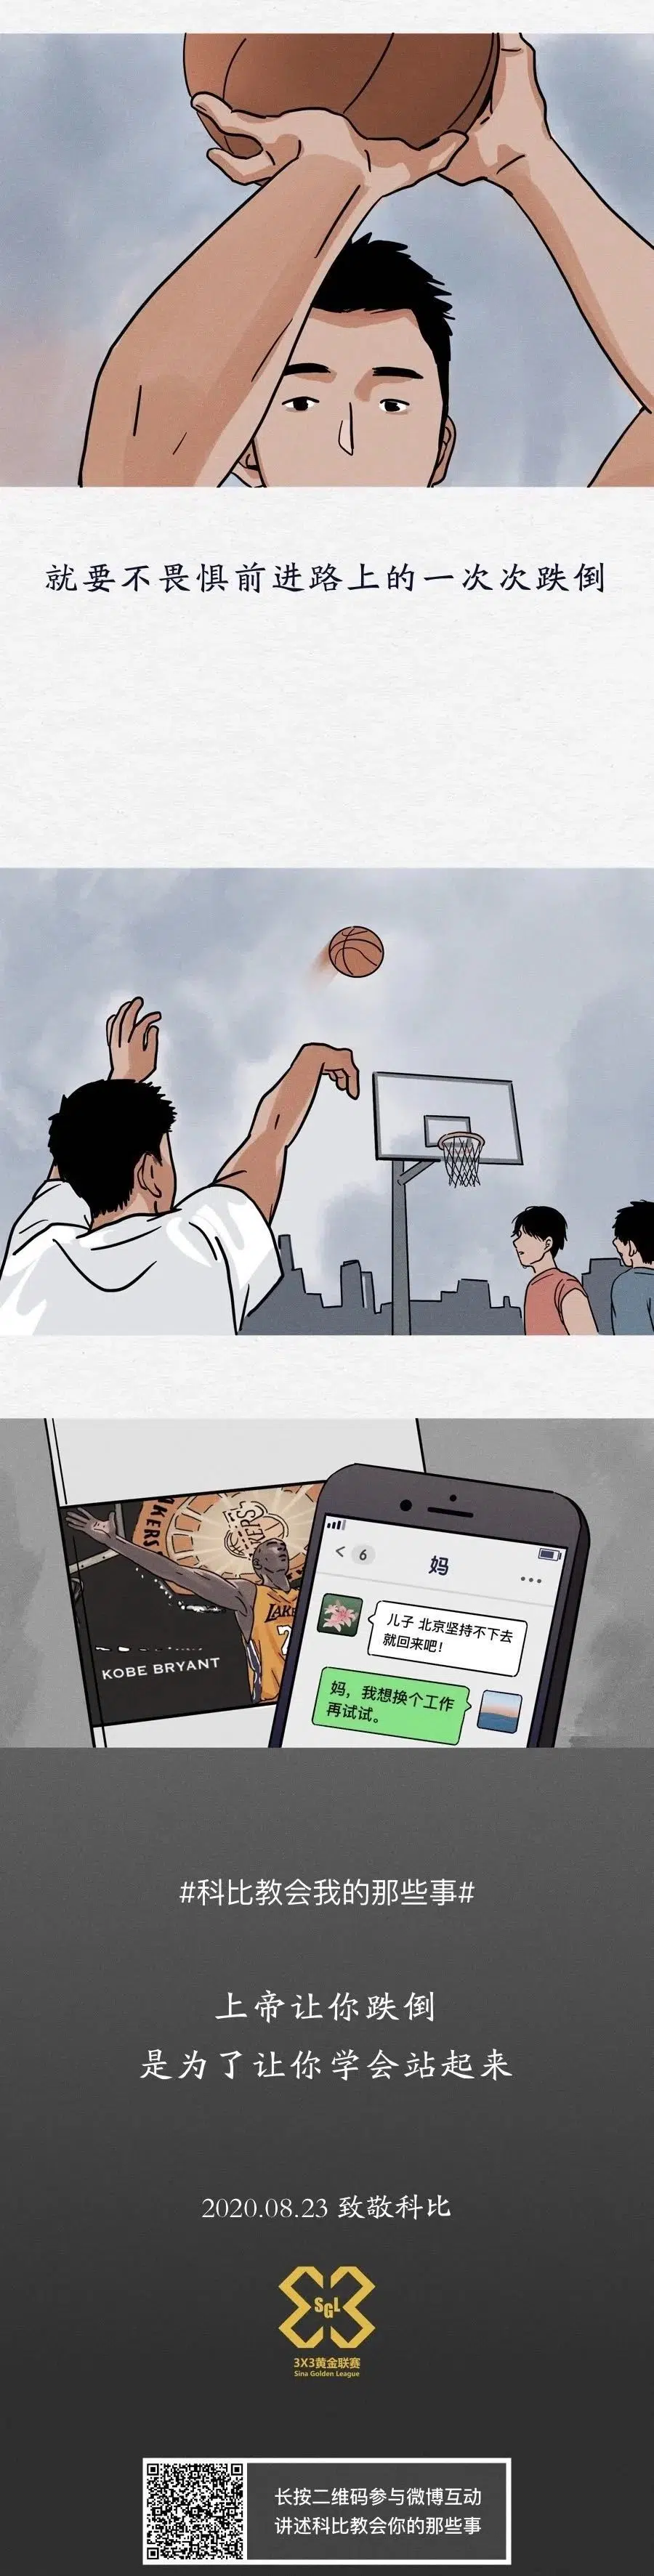 就要不畏惧前进路上的一次次跌倒
KERS
KERS
LAKE
KOBE BRYANT
6
妈
儿子 北京坚持不下去
就回来吧！
妈，我想换个工作
再试试。
#科比教会我的那些事#
上帝让你跌倒
是为了让你学会站起来
2020.08.23 致敬科比
SGL
3X3黄金联赛
Sina Golden League
长按二维码参与微博互动
讲述科比教会你的那些事